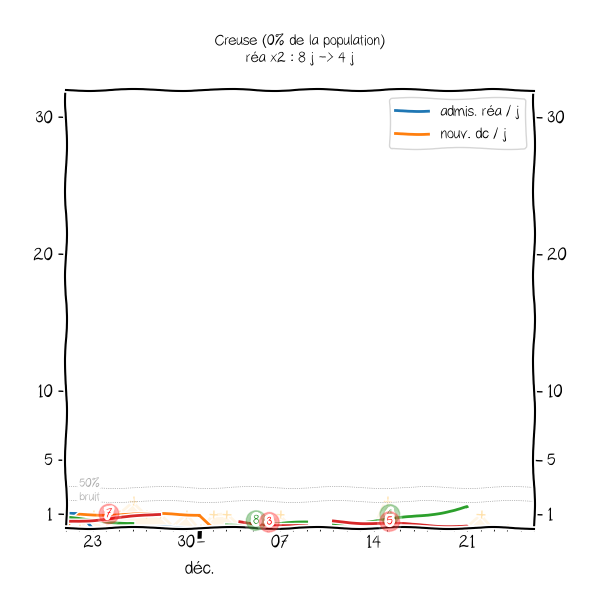 Creuse (0% de la population)
réa x2 : 8 j -> 4 j
admis. réa / j
nouv. dc / j
30 30
20 20
10 10
5 5
50%
bruit
1 1
7 8 3 5
23 30 07 14 21
déc.